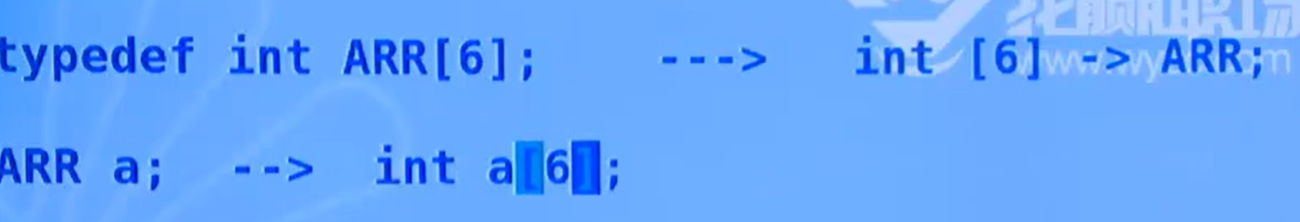 typedef int ARR[6];    --->    int [6] -> ARR;
ARR a;  -->  int a[6];